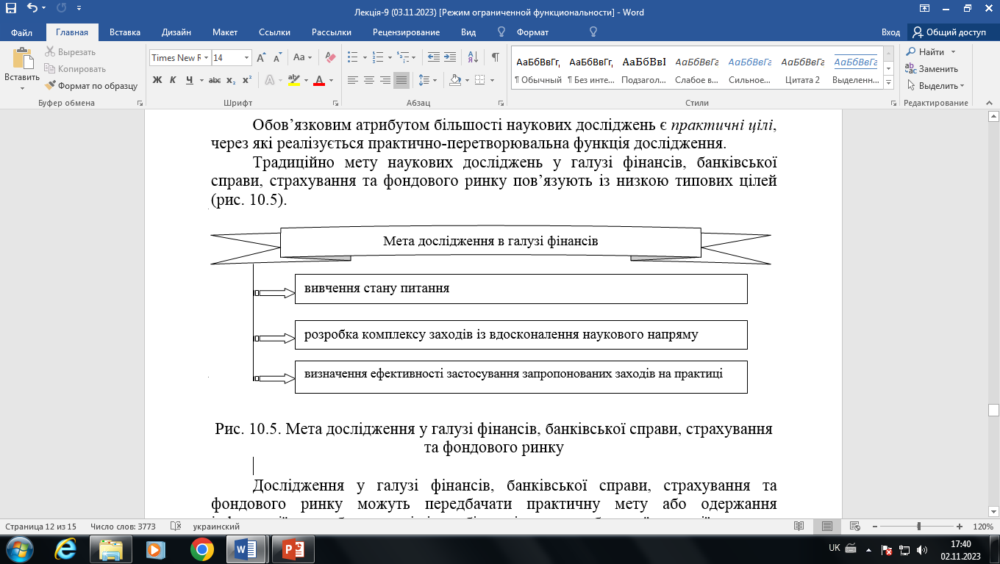 Лекція-9 (03.11.2023) [Режим ограниченной функциональности] - Word
Файл Главная Вставка Дизайн Макет Ссылки Рассылки Рецензирование Вид Формат Вход Общий доступ
Вставить
Вырезать
Копировать
Формат по образцу
Буфер обмена
Times New R 14
Ж К Ч abc x₂ x²
Шрифт
Абзац
АаБбВвГг, АаБбВвГг, АаБбВвІ АаБбВвГг АаБбВвГг АаБбВвГг АаБбВвГг
¶ Обычный ¶ Без инте... Подзагол... Слабое в... Сильное... Цитата 2 Выделенн...
Стили
Найти
Заменить
Выделить
Редактирование
Обов’язковим атрибутом більшості наукових досліджень є практичні цілі,
через які реалізується практично-перетворювальна функція дослідження.
Традиційно мету наукових досліджень у галузі фінансів, банківської
справи, страхування та фондового ринку пов’язують із низкою типових цілей
(рис. 10.5).
Мета дослідження в галузі фінансів
вивчення стану питання
розробка комплексу заходів із вдосконалення наукового напряму
визначення ефективності застосування запропонованих заходів на практиці
Рис. 10.5. Мета дослідження у галузі фінансів, банківської справи, страхування
та фондового ринку
Дослідження у галузі фінансів, банківської справи, страхування та
фондового ринку можуть передбачати практичну мету або одержання
Страница 12 из 15 Число слов: 3773 украинский 120%
UK 17:40
02.11.2023